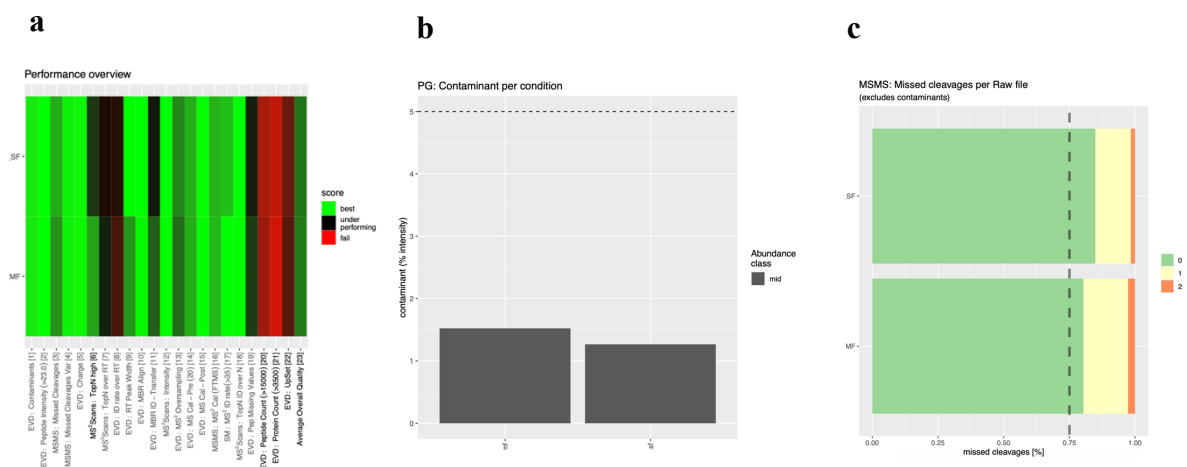 a
Performance overview
SF
MF
score
best
under
performing
fail
EVD: Contaminants [1]
EVD: Peptide Intensity (>23.0) [2]
MSMS: Missed Cleavages [3]
MSMS: Missed Cleavages Var [4]
EVD: Charge [5]
MS²Scans: TopN high [6]
MS²Scans: TopN over RT [7]
EVD: ID rate over RT [8]
EVD: RT Peak Width [9]
EVD: MBR Align [10]
EVD: MBR ID - Transfer [11]
MS²Scans: Intensity [12]
EVD: MS² Oversampling [13]
EVD: MS Cal - Pre (20) [14]
EVD: MS Cal - Post [15]
MSMS: MS² Cal (FTMS) [16]
SM: MS² ID rate(>35) [17]
MS²Scans: TopN ID over N [18]
EVD: Pep Missing Values [19]
EVD: Peptide Count (>15000) [20]
EVD: Protein Count (>3500) [21]
EVD: UpSet [22]
Average Overall Quality [23]
b
PG: Contaminant per condition
contaminant (% intensity)
5
4
3
2
1
0
Abundance
class
mid
c
MSMS: Missed cleavages per Raw file
(excludes contaminants)
SF
MF
0.00
0.25
0.50
0.75
1.00
missed cleavages [%]
0
1
2